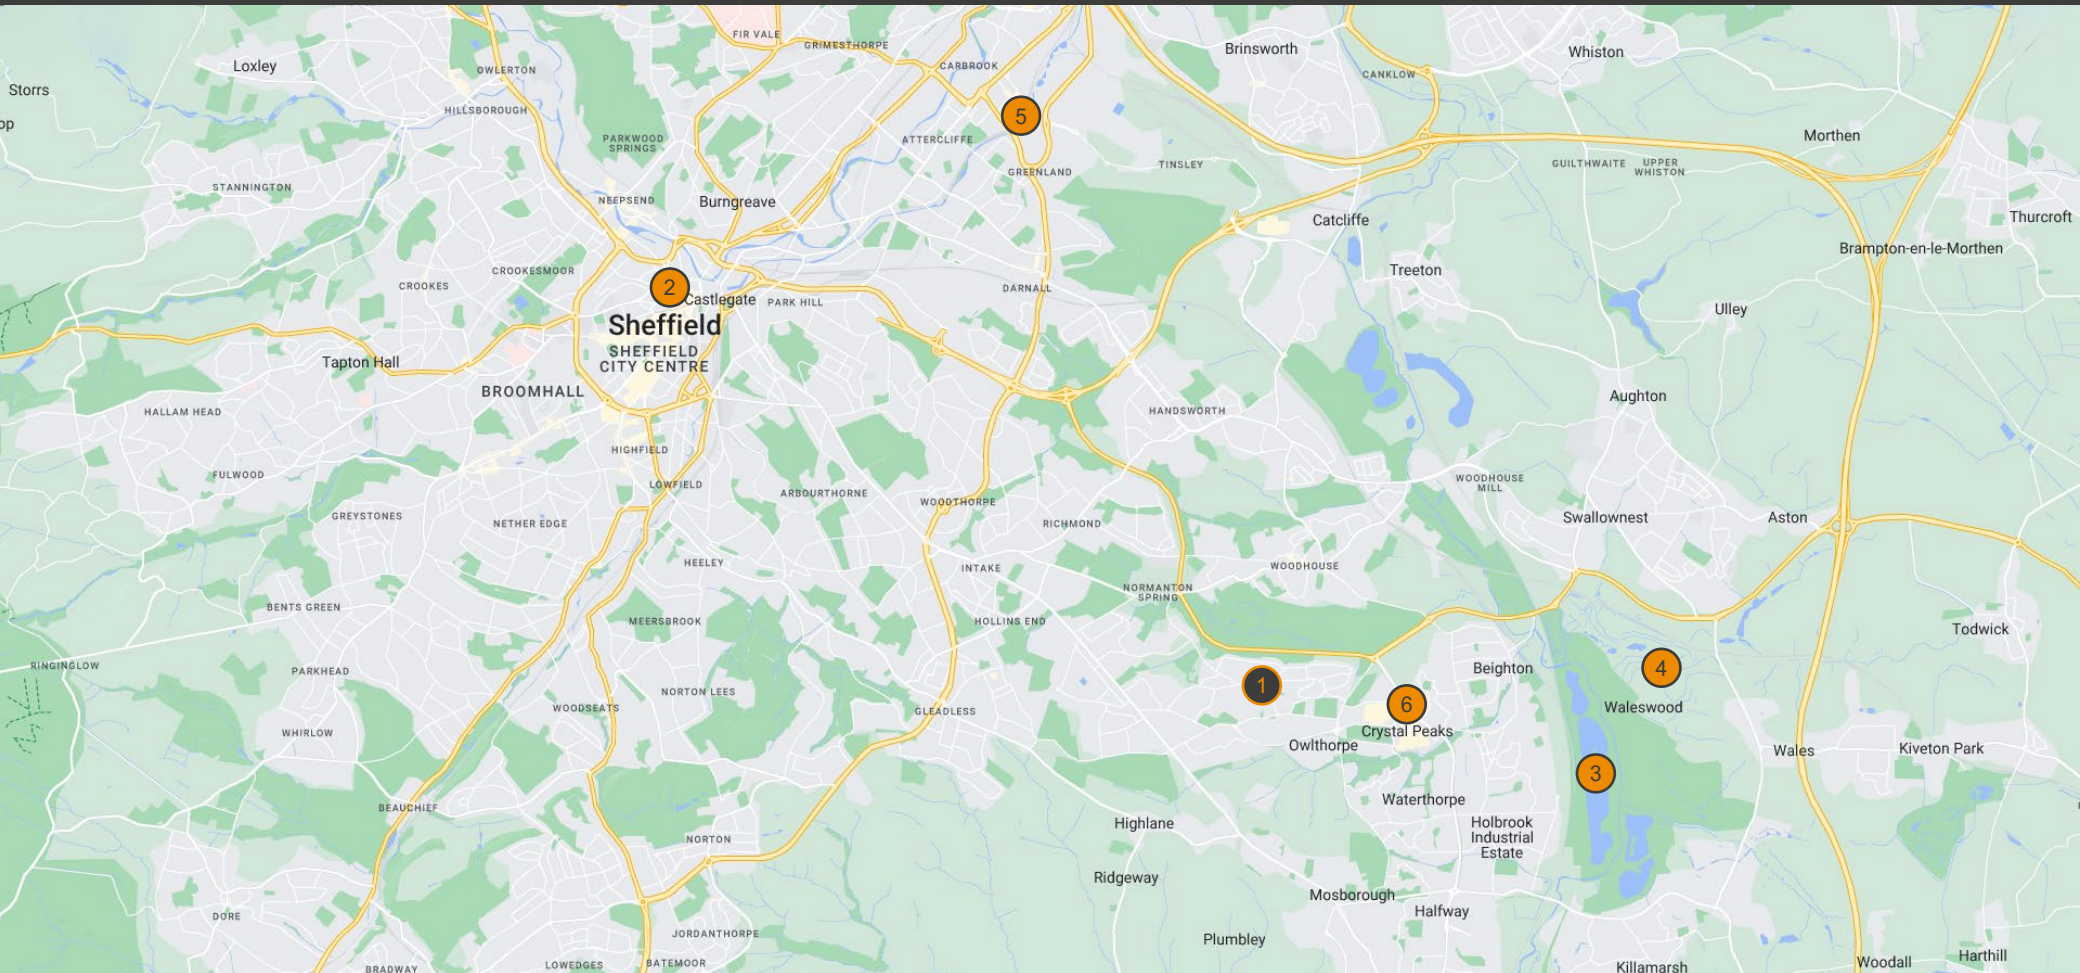 FIR VALE
GRIMESTHORPE
Brinsworth
Whiston
Loxley
OWLERTON
CARBROOK
CANKLOW
Storrs
op
HILLSBOROUGH
5
PARKWOOD
SPRINGS
ATTERCLIFFE
Morthen
GREENLAND
TINSLEY
GUILTHWAITE
UPPER
WHISTON
STANNINGTON
NEEPSEND
Burngreave
Catcliffe
Thurcroft
Brampton-en-le-Morthen
CROOKESMOOR
Treeton
CROOKES
2
Castlegate
PARK HILL
DARNALL
Ulley
Sheffield
SHEFFIELD
CITY CENTRE
Tapton Hall
BROOMHALL
Aughton
HALLAM HEAD
HANDSWORTH
HIGHFIELD
FULWOOD
LOWFIELD
ARBOURTHORNE
WOODTHORPE
WOODHOUSE
MILL
GREYSTONES
NETHER EDGE
RICHMOND
Swallownest
Aston
HEELEY
INTAKE
WOODHOUSE
NORMANTON
SPRING
BENTS GREEN
MEERSBROOK
HOLLINS END
Todwick
RINGINGLOW
PARKHEAD
Beighton
4
NORTON LEES
1
WOODSEATS
GLEADLESS
6
Waleswood
WHIRLOW
Crystal Peaks
Owlthorpe
Wales
Kiveton Park
3
BEAUCHIEF
Waterthorpe
NORTON
Highlane
Holbrook
Industrial
Estate
Ridgeway
Mosborough
Halfway
DORE
JORDANTHORPE
Plumbley
BRADWAY
LOWEDGES
BATEMOOR
Killamarsh
Woodall
Harthill